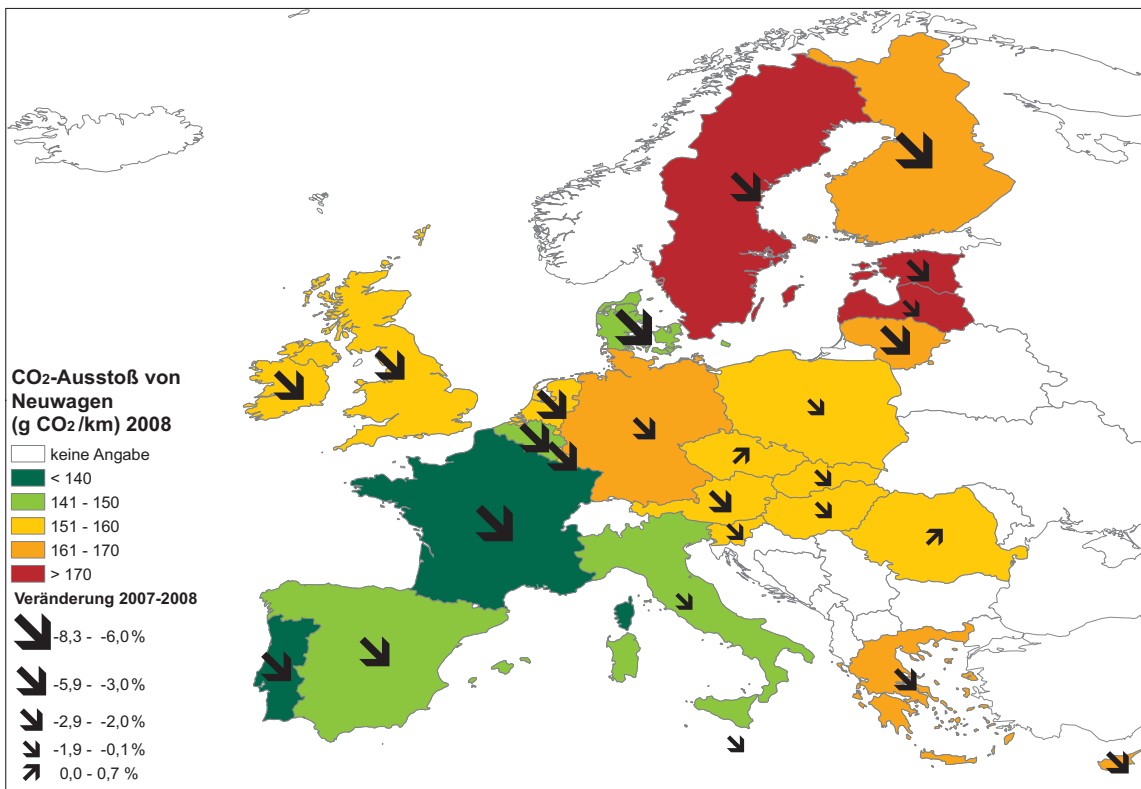 CO2-Ausstoß von
Neuwagen
(g CO2/km) 2008
keine Angabe
< 140
141 - 150
151 - 160
161 - 170
> 170
Veränderung 2007-2008
-8,3 - -6,0 %
-5,9 - -3,0 %
-2,9 - -2,0 %
-1,9 - -0,1 %
0,0 - 0,7 %